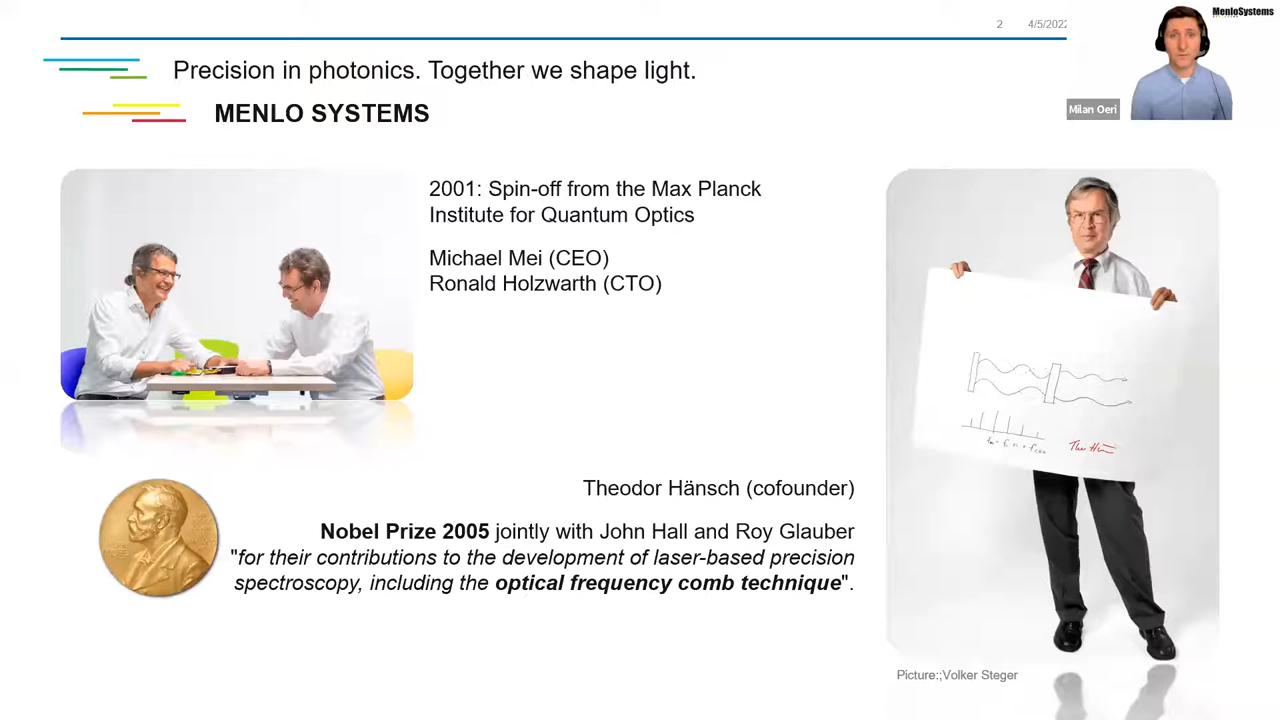 2
4/5/2022
MenloSystems
Precision in photonics. Together we shape light.
MENLO SYSTEMS
Milan Oeri
2001: Spin-off from the Max Planck
Institute for Quantum Optics
Michael Mei (CEO)
Ronald Holzwarth (CTO)
Theodor Hänsch (cofounder)
Nobel Prize 2005 jointly with John Hall and Roy Glauber
"for their contributions to the development of laser-based precision
spectroscopy, including the optical frequency comb technique".
Picture:;Volker Steger